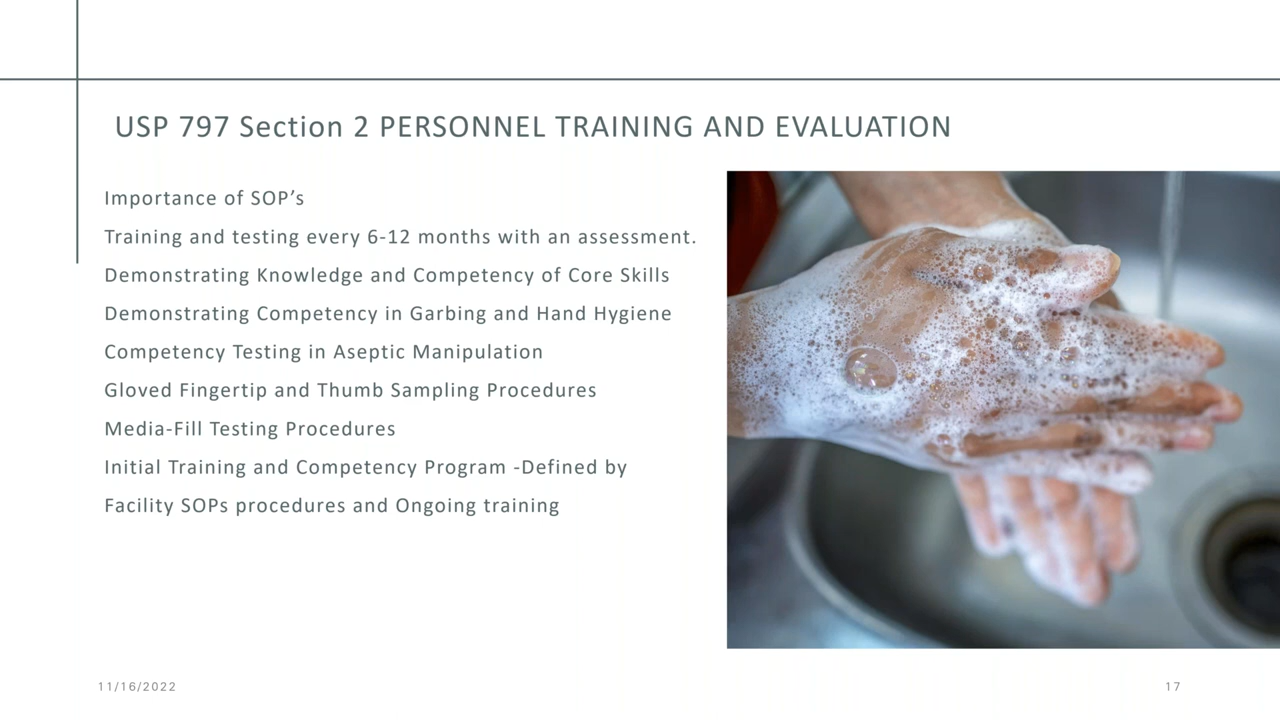 USP 797 Section 2 PERSONNEL TRAINING AND EVALUATION
Importance of SOP’s
Training and testing every 6-12 months with an assessment.
Demonstrating Knowledge and Competency of Core Skills
Demonstrating Competency in Garbing and Hand Hygiene
Competency Testing in Aseptic Manipulation
Gloved Fingertip and Thumb Sampling Procedures
Media-Fill Testing Procedures
Initial Training and Competency Program -Defined by
Facility SOPs procedures and Ongoing training
11/16/2022
17